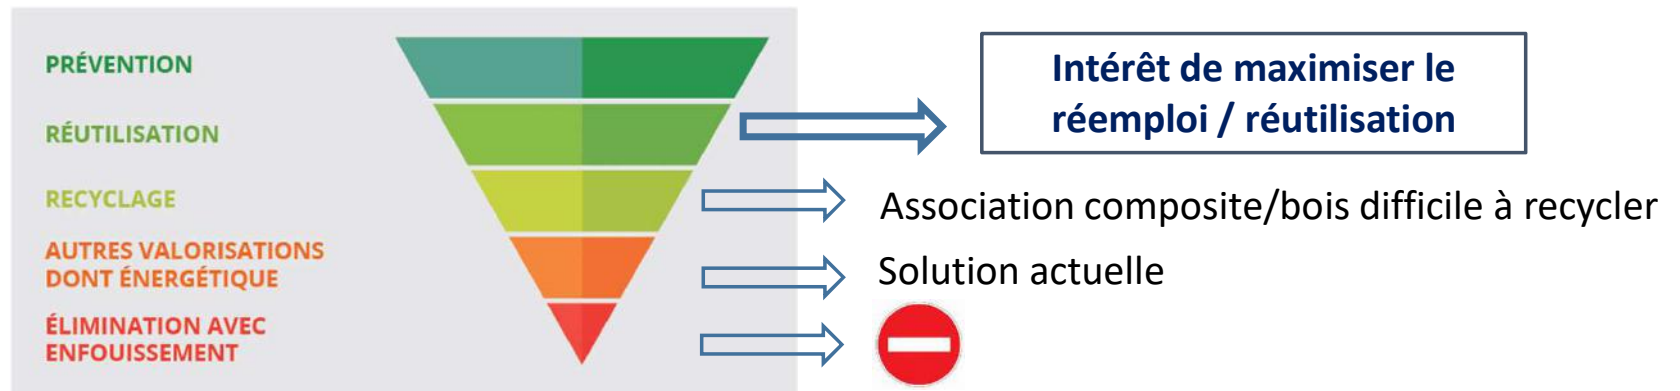 PRÉVENTION
RÉUTILISATION
RECYCLAGE
AUTRES VALORISATIONS
DONT ÉNERGÉTIQUE
ÉLIMINATION AVEC
ENFOUISSEMENT
Intérêt de maximiser le
réemploi / réutilisation
Association composite/bois difficile à recycler
Solution actuelle